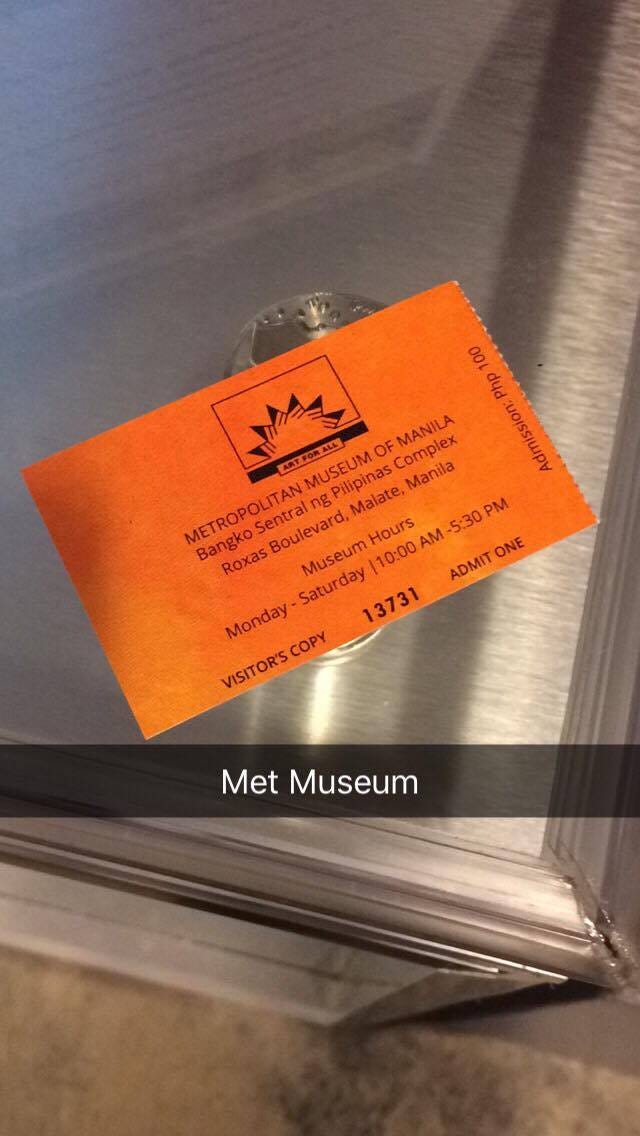 ART FOR ALL
METROPOLITAN MUSEUM OF MANILA
Bangko Sentral ng Pilipinas Complex
Roxas Boulevard, Malate, Manila
Museum Hours
Monday - Saturday | 10:00 AM -5:30 PM
VISITOR'S COPY 13731 ADMIT ONE
Admission: Php 100
Met Museum